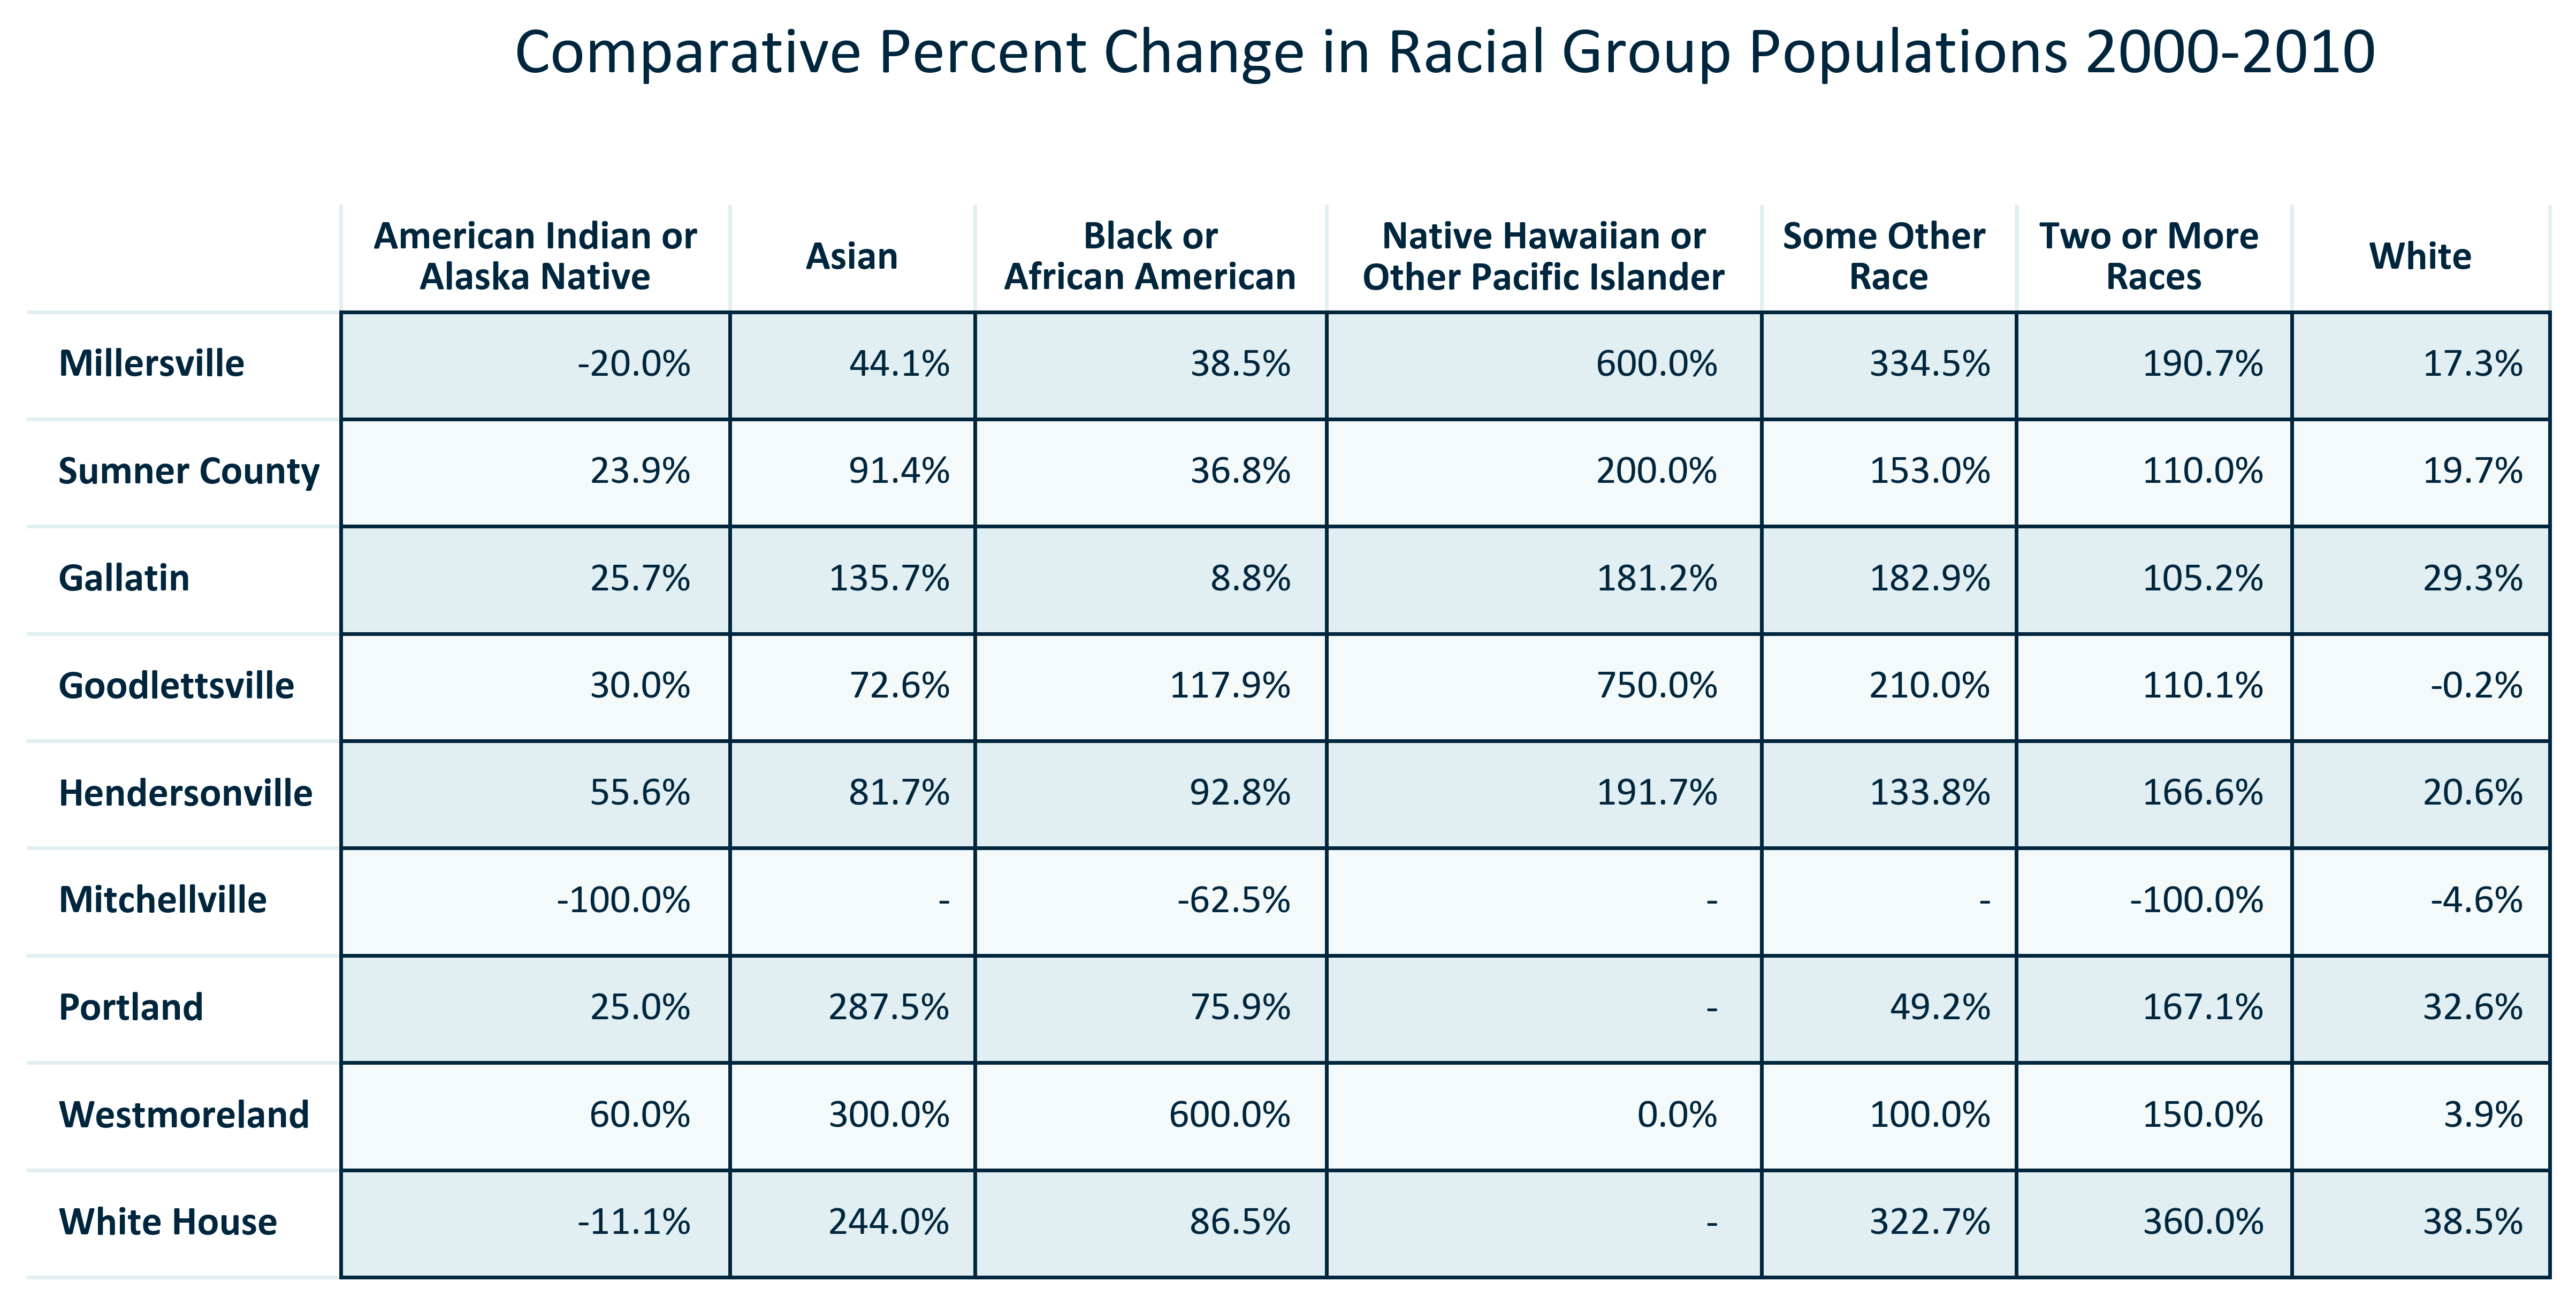 Comparative Percent Change in Racial Group Populations 2000-2010
American Indian or Alaska Native Asian Black or African American Native Hawaiian or Other Pacific Islander Some Other Race Two or More Races White
Millersville -20.0% 44.1% 38.5% 600.0% 334.5% 190.7% 17.3%
Sumner County 23.9% 91.4% 36.8% 200.0% 153.0% 110.0% 19.7%
Gallatin 25.7% 135.7% 8.8% 181.2% 182.9% 105.2% 29.3%
Goodlettsville 30.0% 72.6% 117.9% 750.0% 210.0% 110.1% -0.2%
Hendersonville 55.6% 81.7% 92.8% 191.7% 133.8% 166.6% 20.6%
Mitchellville -100.0% - -62.5% - - -100.0% -4.6%
Portland 25.0% 287.5% 75.9% - 49.2% 167.1% 32.6%
Westmoreland 60.0% 300.0% 600.0% 0.0% 100.0% 150.0% 3.9%
White House -11.1% 244.0% 86.5% - 322.7% 360.0% 38.5%